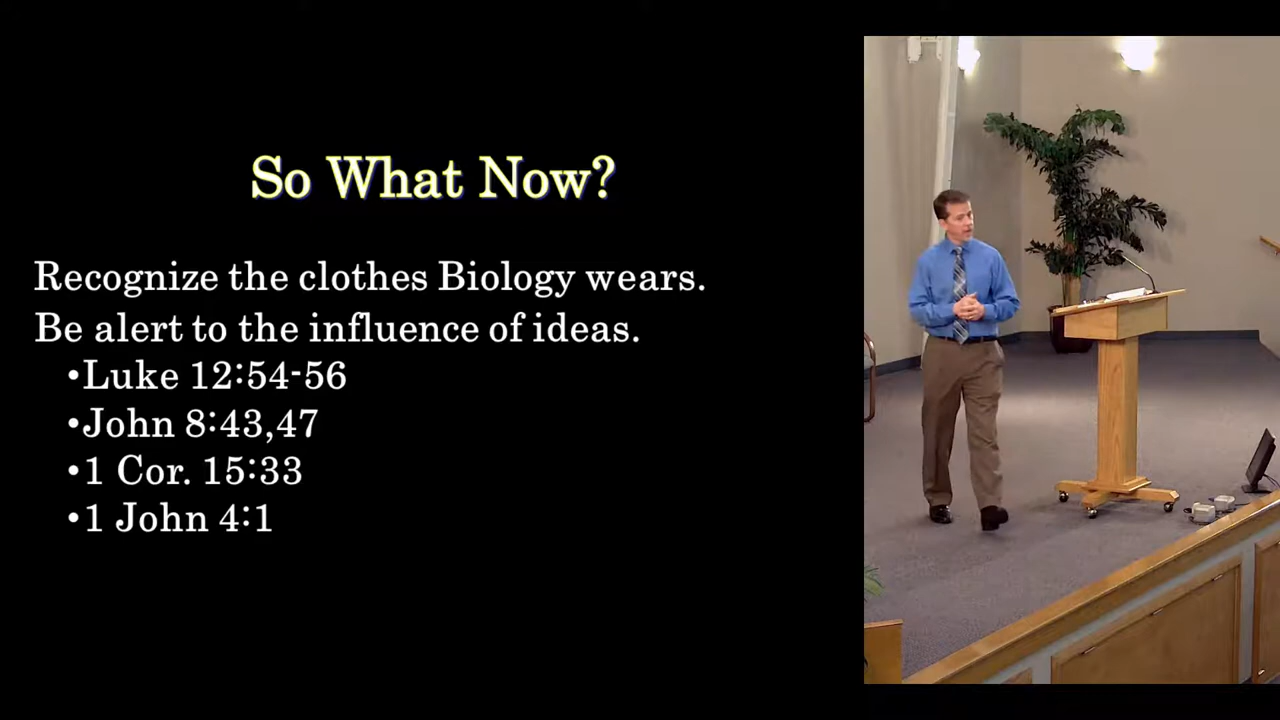 So What Now?
Recognize the clothes Biology wears.
Be alert to the influence of ideas.
•Luke 12:54-56
•John 8:43,47
•1 Cor. 15:33
•1 John 4:1